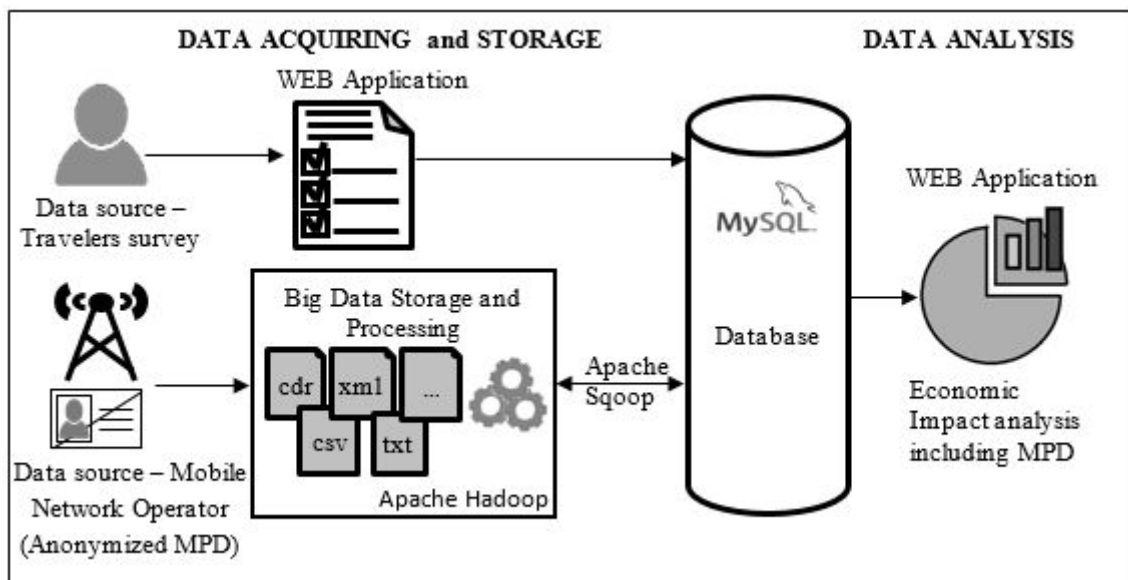 DATA ACQUIRING and STORAGE
DATA ANALYSIS
WEB Application
Data source –
Travelers survey
MySQL
Database
WEB Application
Big Data Storage and
Processing
cdr
xml
...
csv
txt
Apache Hadoop
Apache
Sqoop
Data source – Mobile
Network Operator
(Anonymized MPD)
Economic
Impact analysis
including MPD